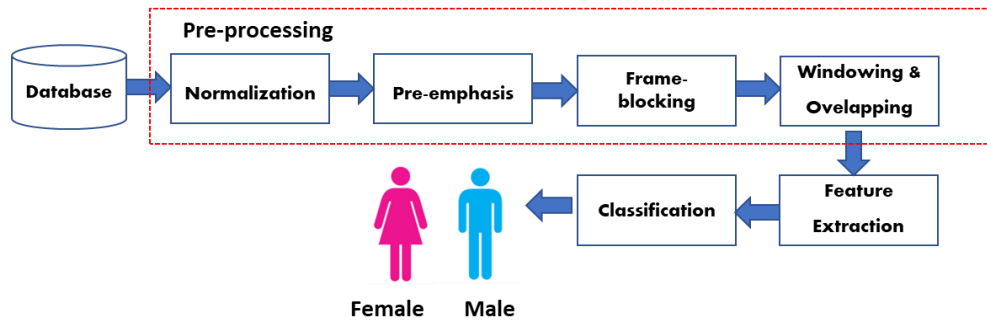 Pre-processing
Database
Normalization
Pre-emphasis
Frame-
blocking
Windowing &
Ovelapping
Feature
Extraction
Classification
Female
Male